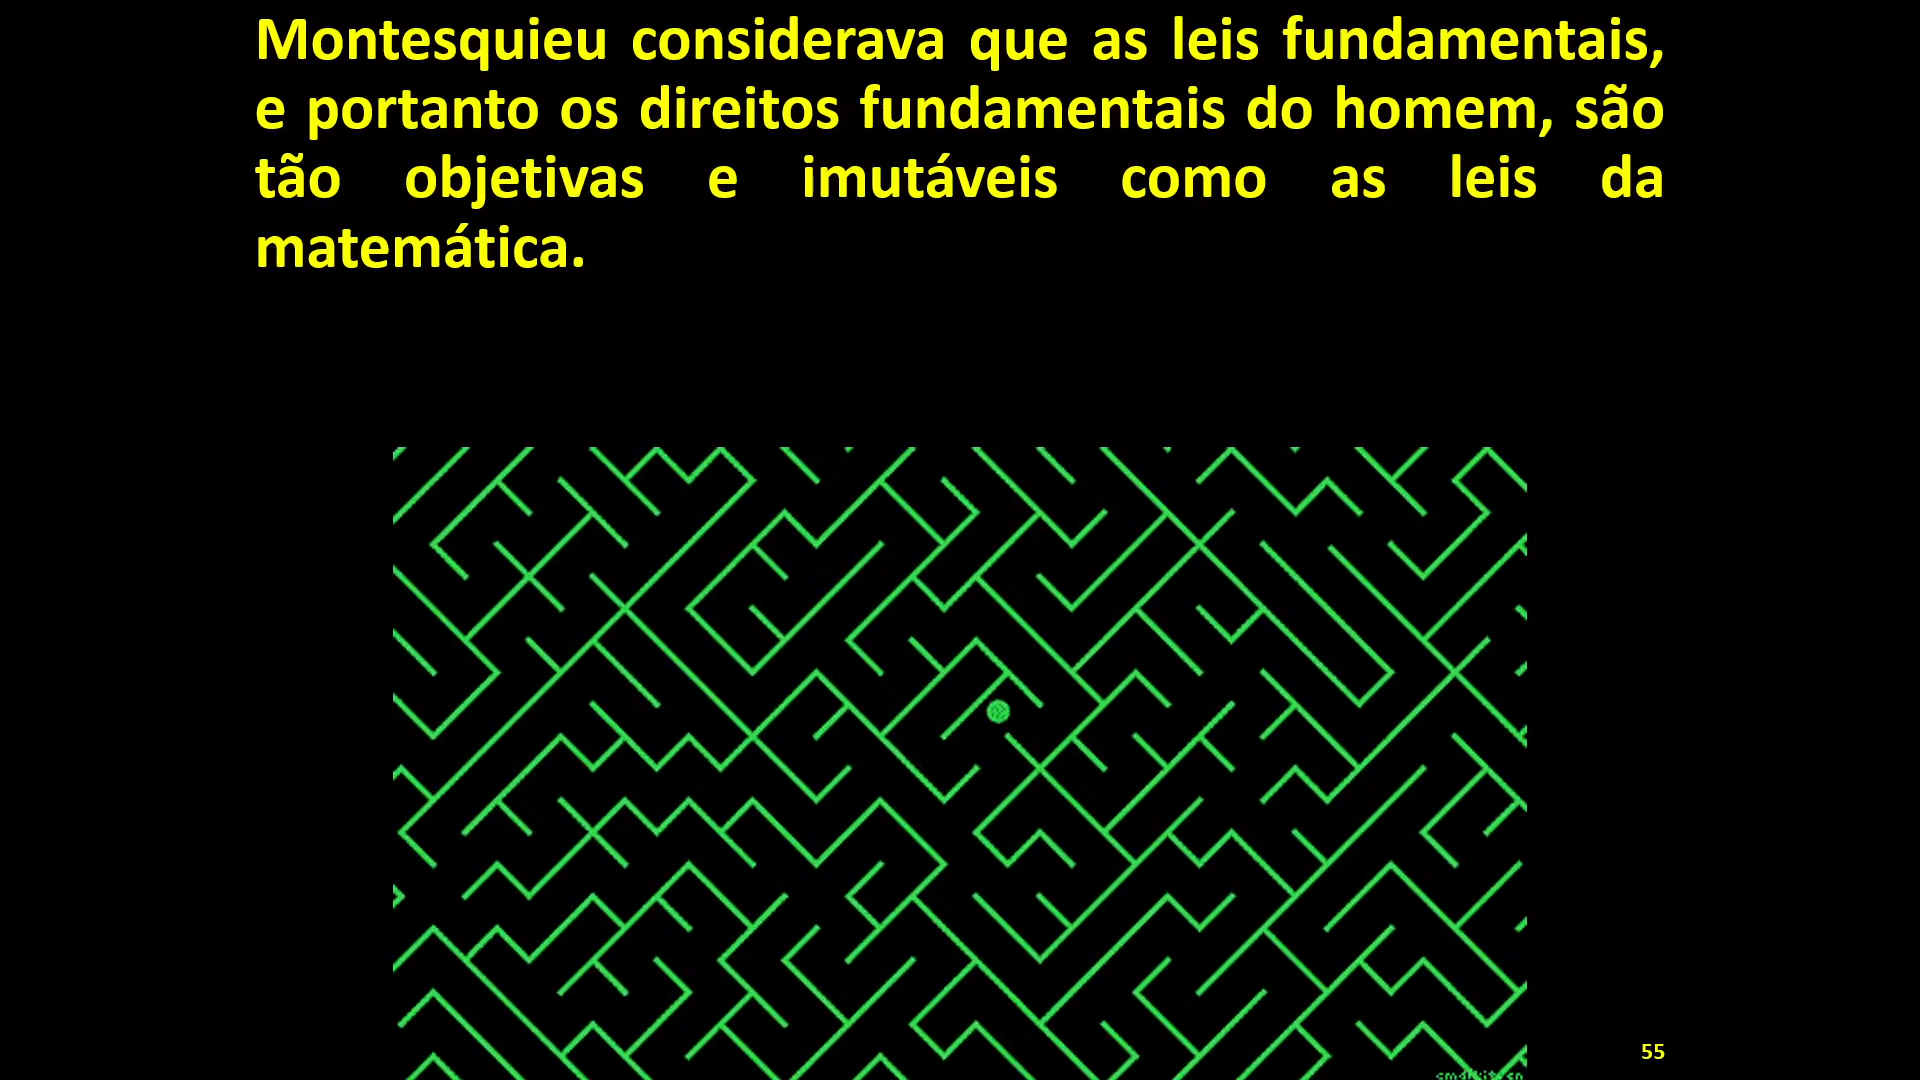 Montesquieu considerava que as leis fundamentais,
e portanto os direitos fundamentais do homem, são
tão objetivas e imutáveis como as leis da
matemática.
55